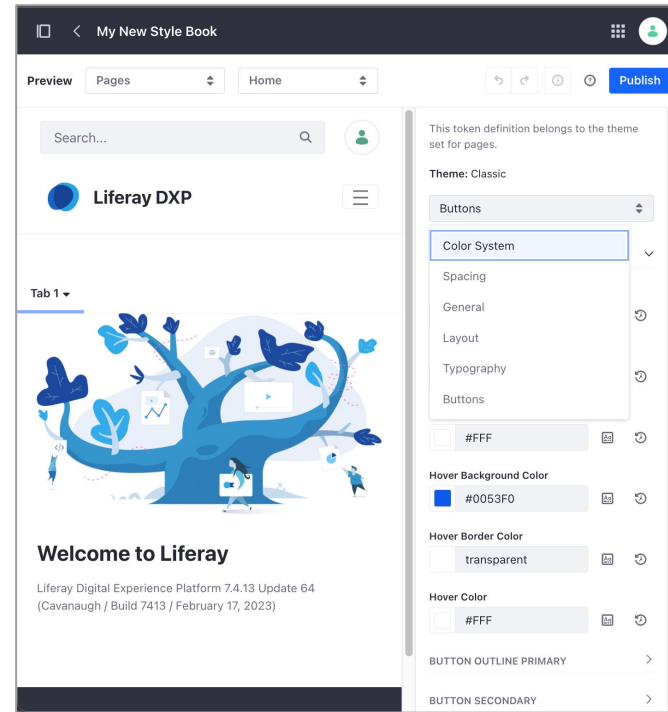 My New Style Book
Preview
Pages
Home
Publish
Search...
Liferay DXP
Tab 1
</>
Welcome to Liferay
Liferay Digital Experience Platform 7.4.13 Update 64
(Cavanaugh / Build 7413 / February 17, 2023)
This token definition belongs to the theme
set for pages.
Theme: Classic
Buttons
Color System
Spacing
General
Layout
Typography
Buttons
#FFF
Hover Background Color
#0053F0
Hover Border Color
transparent
Hover Color
#FFF
BUTTON OUTLINE PRIMARY
BUTTON SECONDARY